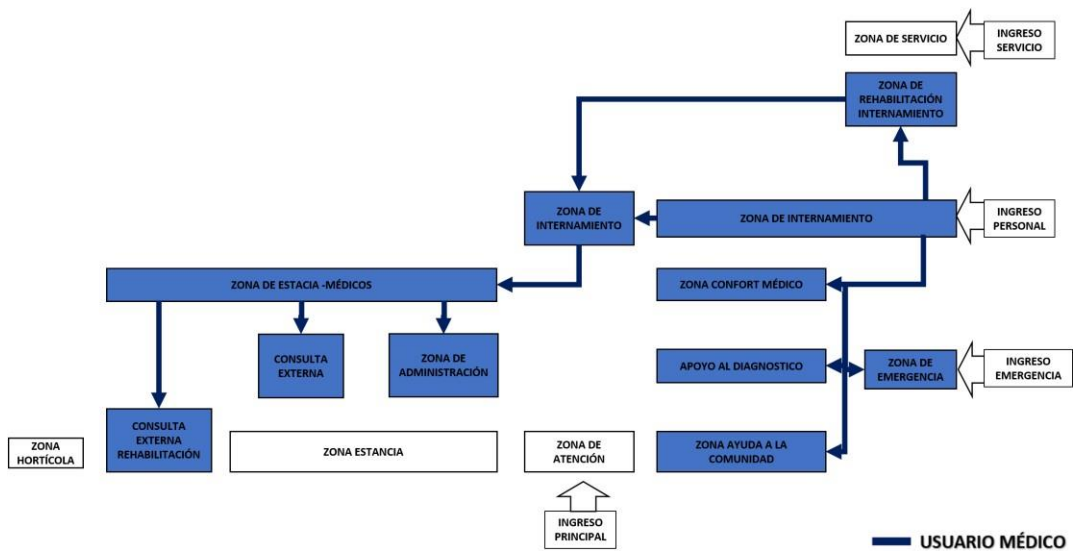 ZONA DE SERVICIO
INGRESO
SERVICIO
ZONA DE
REHABILITACIÓN
INTERNAMIENTO
ZONA DE
INTERNAMIENTO
ZONA DE INTERNAMIENTO
INGRESO
PERSONAL
ZONA DE ESTACIA -MÉDICOS
ZONA CONFORT MÉDICO
CONSULTA
EXTERNA
ZONA DE
ADMINISTRACIÓN
APOYO AL DIAGNOSTICO
ZONA DE
EMERGENCIA
INGRESO
EMERGENCIA
ZONA
HORTÍCOLA
CONSULTA
EXTERNA
REHABILITACIÓN
ZONA ESTANCIA
ZONA DE
ATENCIÓN
ZONA AYUDA A LA
COMUNIDAD
INGRESO
PRINCIPAL
USUARIO MÉDICO